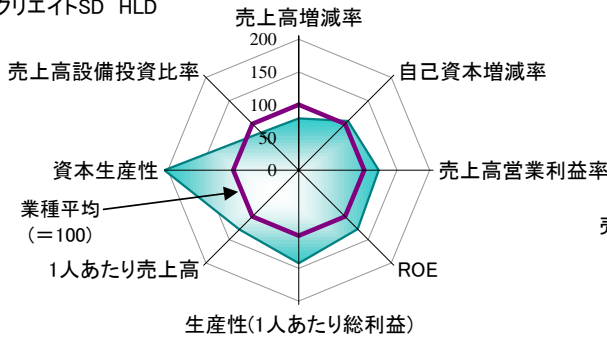 クリエイトSD HLD
売上高増減率
200
売上高設備投資比率
150
自己資本増減率
100
50
資本生産性
0
売上高営業利益率
業種平均
(=100)
1人あたり売上高
ROE
生産性(1人あたり総利益)